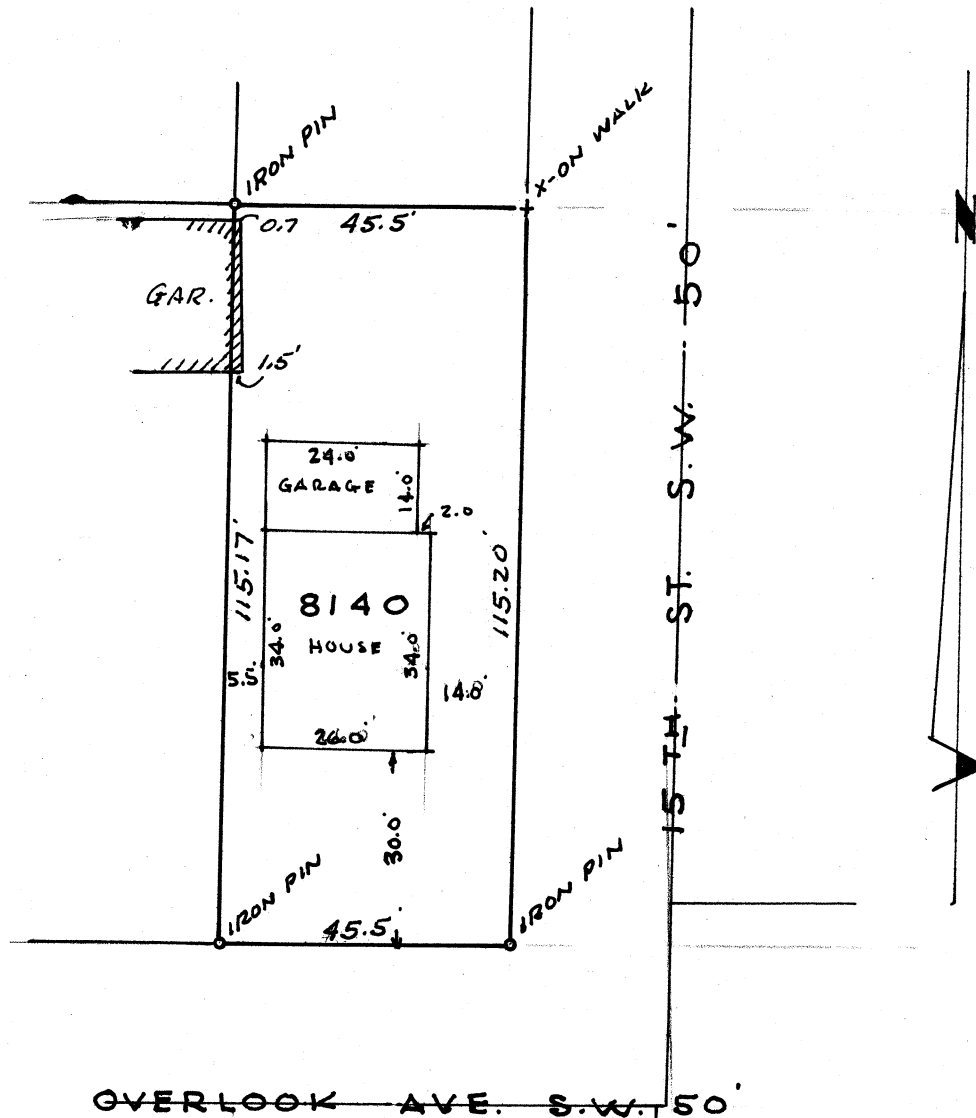 IRON PIN
X-ON WALK
0.7
45.5'
GAR.
1.5'
24.0'
GARAGE
14.0'
2.0
115.17'
115.20'
8140
HOUSE
34.0'
34.0'
5.5'
14.8'
26.0'
30.0'
IRON PIN
45.5'
IRON PIN
15TH ST. S.W. 50'
N
OVERLOOK AVE. S.W. 50'